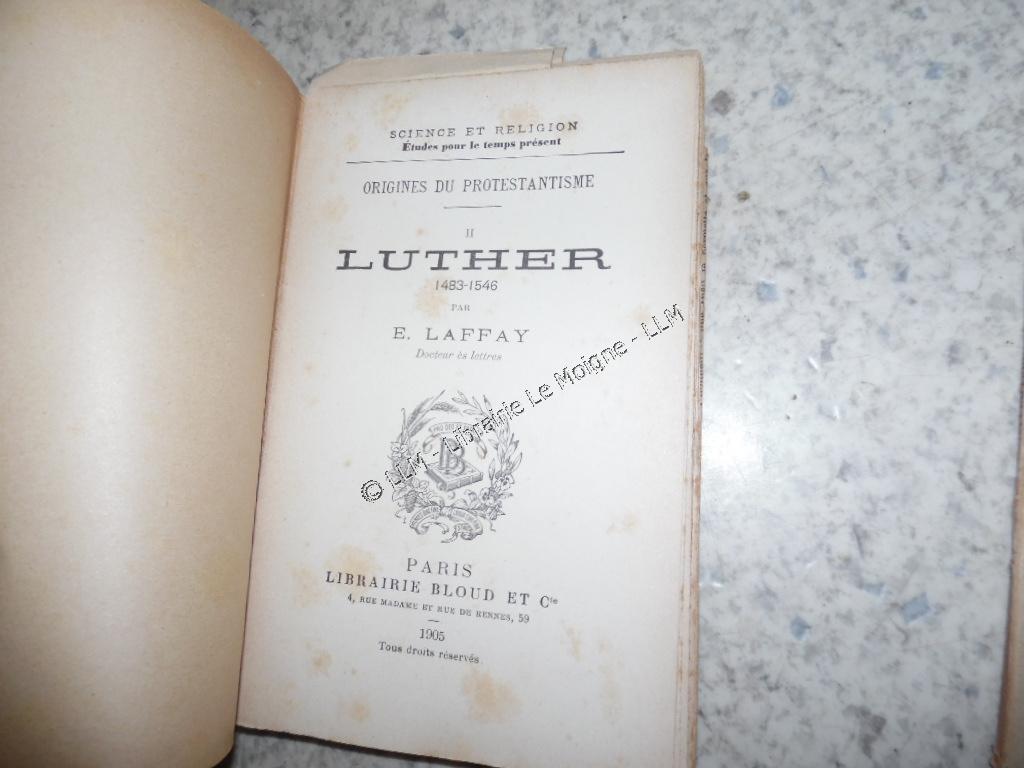 SCIENCE ET RELIGION
Études pour le temps présent
ORIGINES DU PROTESTANTISME
II
LUTHER
1483-1546
PAR
E. LAFFAY
Docteur ès lettres
© LLM - Librairie Le Moigne - LLM
PARIS
LIBRAIRIE BLOUD ET Cie
4, RUE MADAME ET RUE DE RENNES, 59
1905
Tous droits réservés